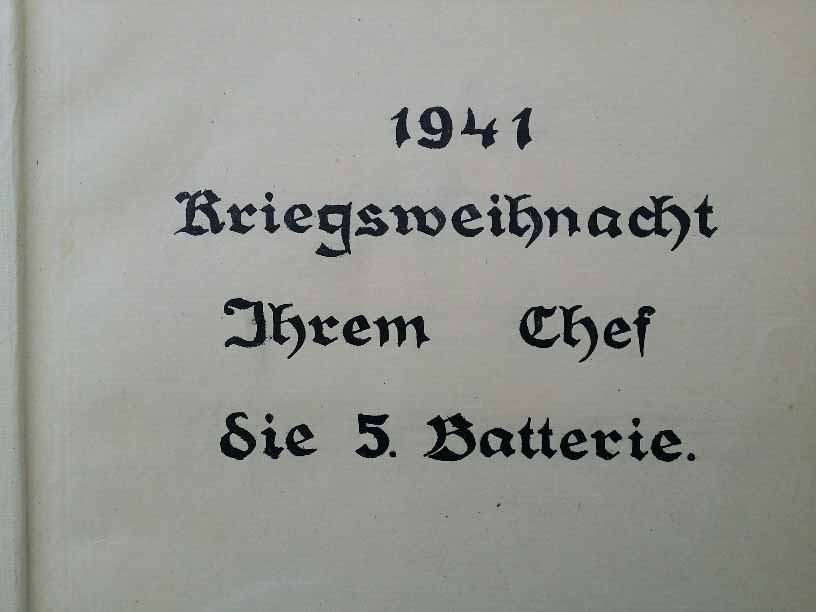 1941
Kriegsweihnacht
Ihrem Chef
die 5. Batterie.